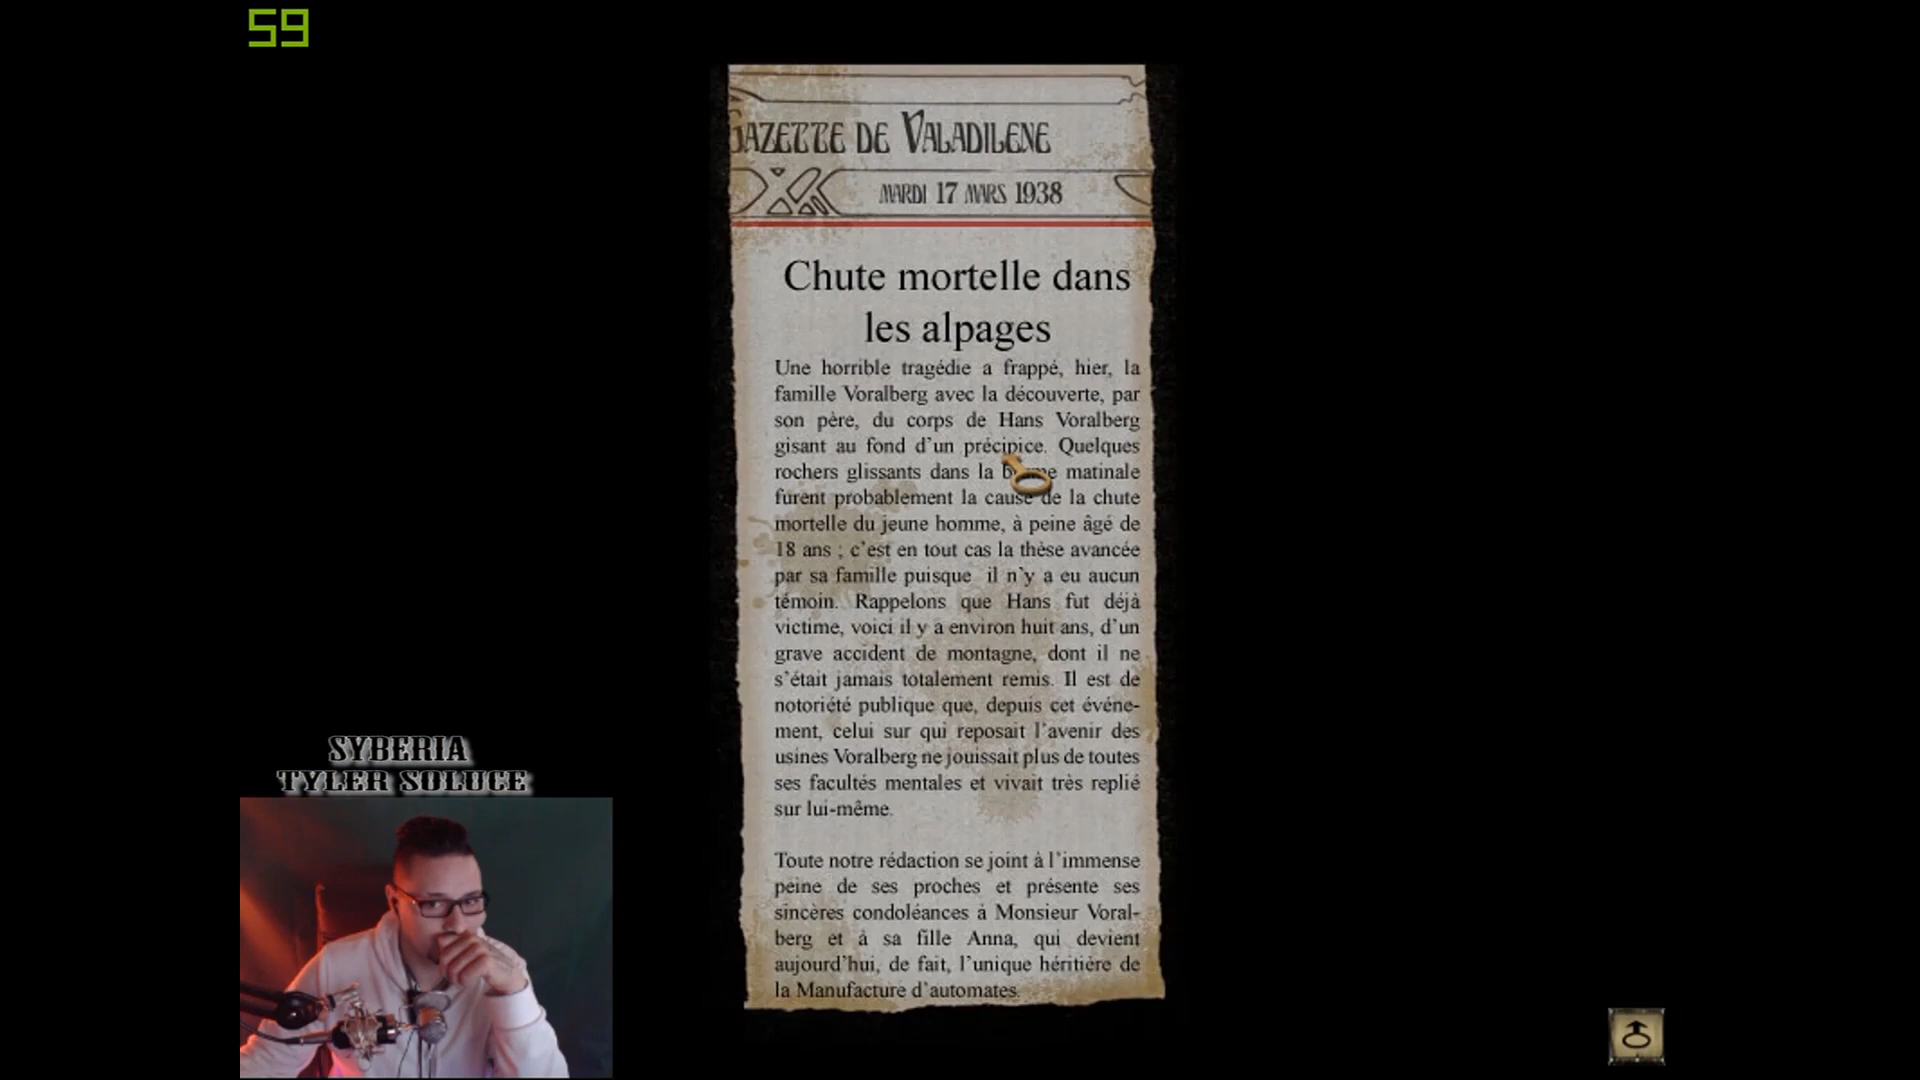 59
GAZETTE DE VALADILENE
MARDI 17 MARS 1938
Chute mortelle dans
les alpages
Une horrible tragédie a frappé, hier, la
famille Voralberg avec la découverte, par
son père, du corps de Hans Voralberg
gisant au fond d'un précipice. Quelques
rochers glissants dans la matinale
furent probablement la cause de la chute
mortelle du jeune homme, à peine âgé de
18 ans ; c'est en tout cas la thèse avancée
par sa famille puisque il n'y a eu aucun
témoin. Rappelons que Hans fut déjà
victime, voici il y a environ huit ans, d'un
grave accident de montagne, dont il ne
s'était jamais totalement remis. Il est de
notoriété publique que, depuis cet événe-
ment, celui sur qui reposait l'avenir des
usines Voralberg ne jouissait plus de toutes
ses facultés mentales et vivait très replié
sur lui-même.
Toute notre rédaction se joint à l'immense
peine de ses proches et présente ses
sincères condoléances à Monsieur Voral-
berg et à sa fille Anna, qui devient
aujourd'hui, de fait, l'unique héritière de
la Manufacture d'automates.
SYBERIA
TYLER SOLUCE